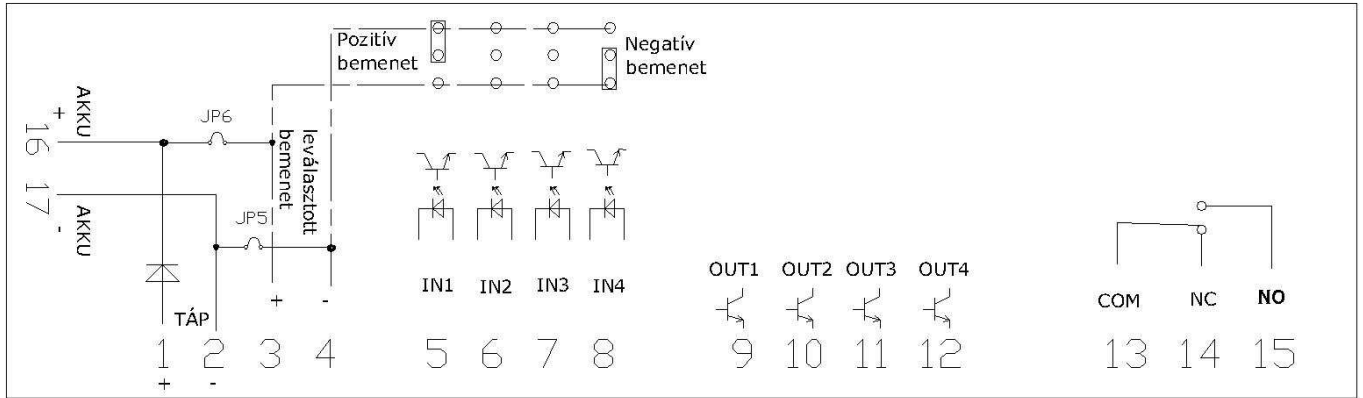 Pozitív
bemenet
Negatív
bemenet
+
AKKU
16
JP6
leválasztott
bemenet
17
AKKU
-
JP5
IN1 IN2 IN3 IN4
OUT1 OUT2 OUT3 OUT4
COM NC NO
TÁP
+ -
1 2 3 4 5 6 7 8 9 10 11 12 13 14 15
+ -